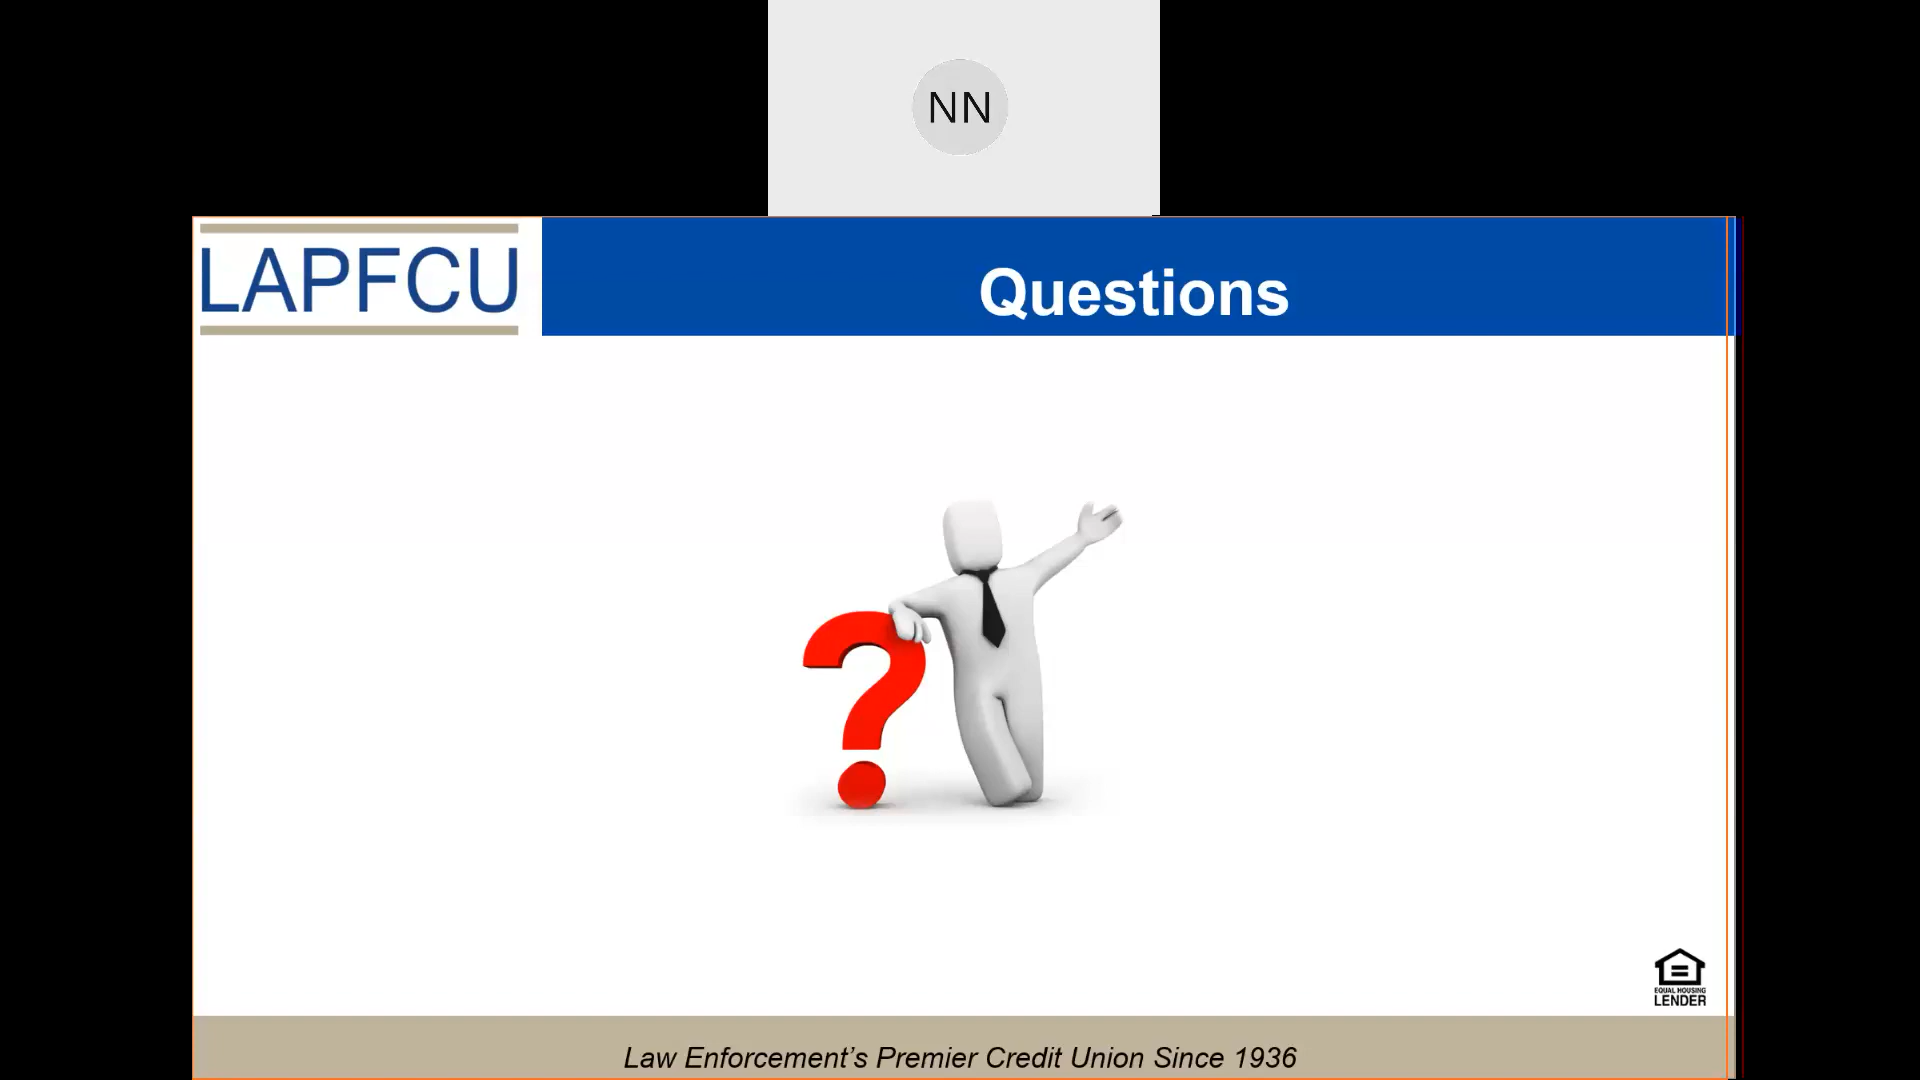 NN
LAPFCU
Questions
?
EQUAL HOUSING
LENDER
Law Enforcement’s Premier Credit Union Since 1936